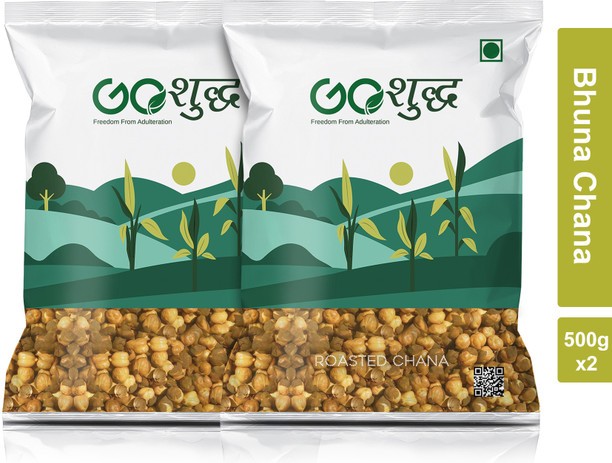 GOशुद्ध
Freedom From Adulteration
GOशुद्ध
Freedom From Adulteration
ROASTED CHANA
Bhuna Chana
500g
x2